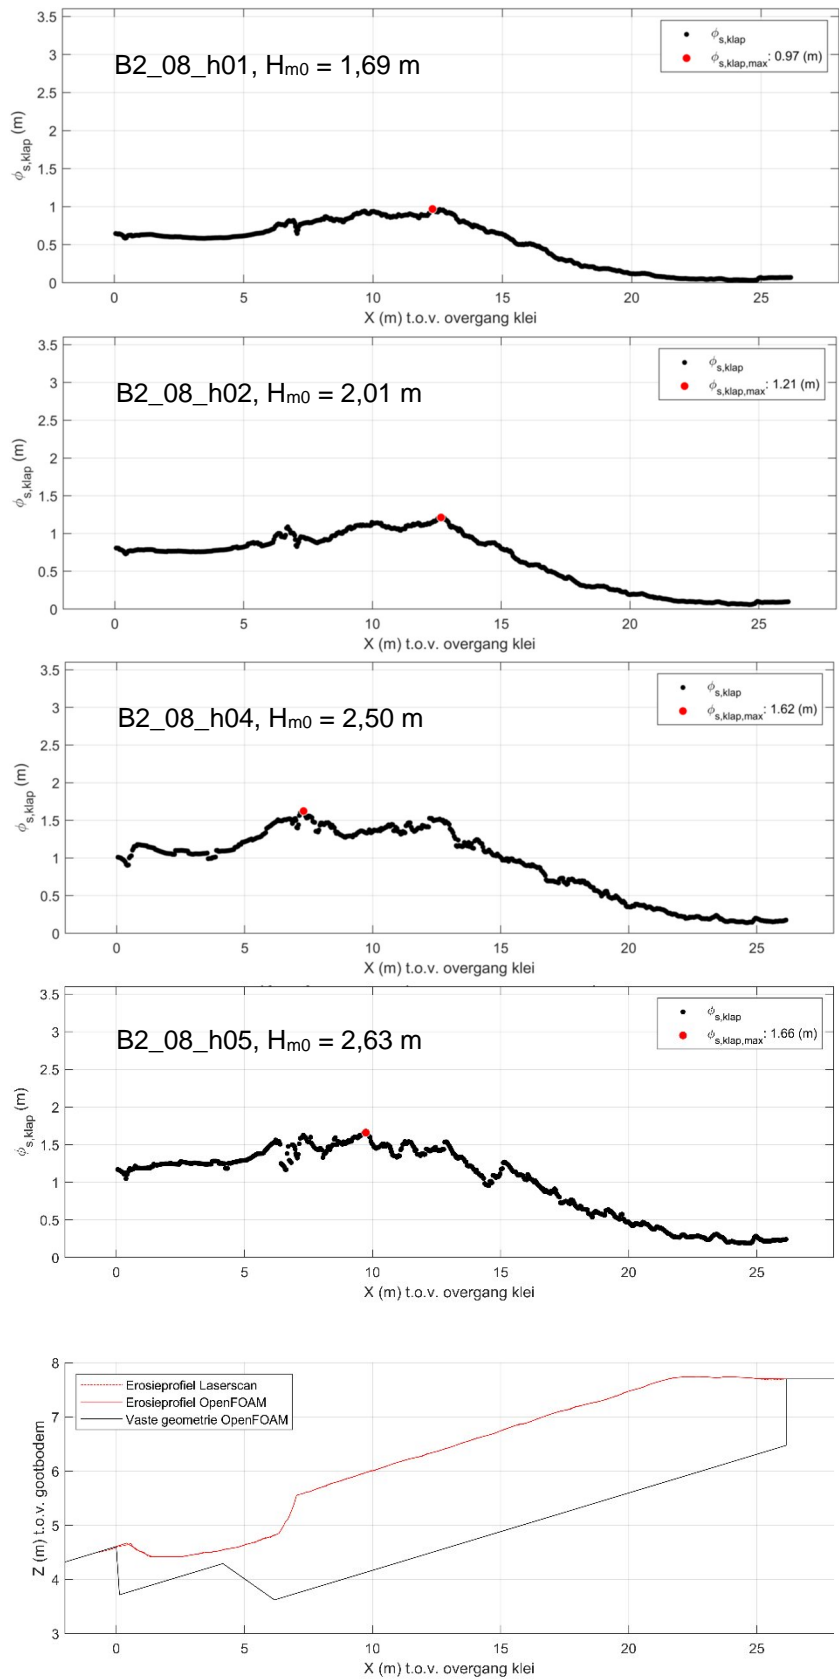 B2_08_h01, Hm0 = 1,69 m
ϕs,klap
ϕs,klap,max: 0.97 (m)
ϕs,klap (m)
3.5
3
2.5
2
1.5
1
0.5
0
0 5 10 15 20 25
X (m) t.o.v. overgang klei
B2_08_h02, Hm0 = 2,01 m
ϕs,klap
ϕs,klap,max: 1.21 (m)
ϕs,klap (m)
3.5
3
2.5
2
1.5
1
0.5
0
0 5 10 15 20 25
X (m) t.o.v. overgang klei
B2_08_h04, Hm0 = 2,50 m
ϕs,klap
ϕs,klap,max: 1.62 (m)
ϕs,klap (m)
3.5
3
2.5
2
1.5
1
0.5
0
0 5 10 15 20 25
X (m) t.o.v. overgang klei
B2_08_h05, Hm0 = 2,63 m
ϕs,klap
ϕs,klap,max: 1.66 (m)
ϕs,klap (m)
3.5
3
2.5
2
1.5
1
0.5
0
0 5 10 15 20 25
X (m) t.o.v. overgang klei
Erosieprofiel Laserscan
Erosieprofiel OpenFOAM
Vaste geometrie OpenFOAM
Z (m) t.o.v. gootbodem
8
7
6
5
4
3
0 5 10 15 20 25
X (m) t.o.v. overgang klei